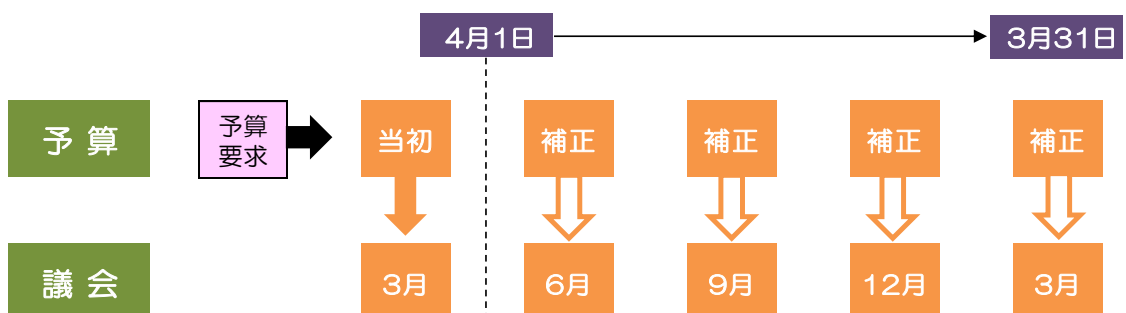 4月1日
3月31日
予算
予算
要求
当初
補正
補正
補正
補正
議会
3月
6月
9月
12月
3月